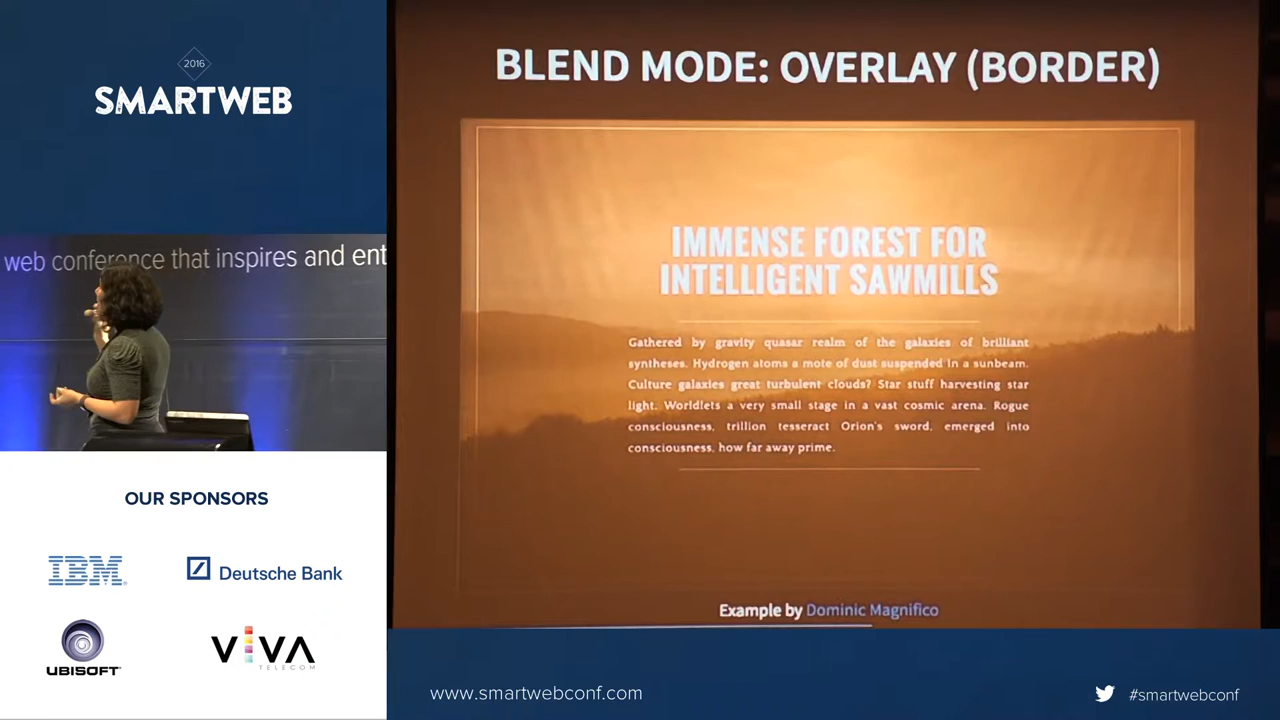 2016
SMARTWEB
web conference that inspires and ent
OUR SPONSORS
IBM
Deutsche Bank
UBISOFT
VIVA
TELECOM
BLEND MODE: OVERLAY (BORDER)
IMMENSE FOREST FOR
INTELLIGENT SAWMILLS
Gathered by gravity quasar realm of the galaxies of brilliant
syntheses. Hydrogen atoms a mote of dust suspended in a sunbeam.
Culture galaxies great turbulent clouds? Star stuff harvesting star
light. Worldlets a very small stage in a vast cosmic arena. Rogue
consciousness, trillion tesseract Orion's sword, emerged into
consciousness, how far away prime.
Example by Dominic Magnifico
www.smartwebconf.com
#smartwebconf